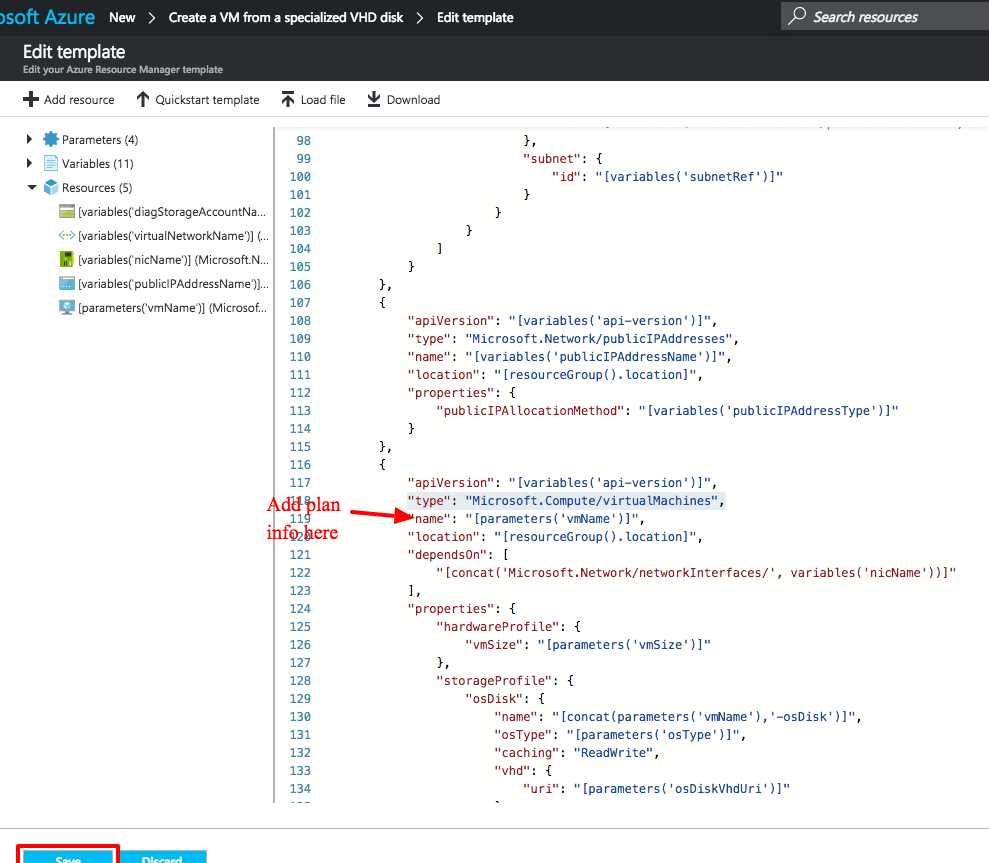 osoft Azure New > Create a VM from a specialized VHD disk > Edit template
Search resources
Edit template
Edit your Azure Resource Manager template
Add resource Quickstart template Load file Download
Parameters (4)
Variables (11)
Resources (5)
[variables('diagStorageAccountNa...
[variables('virtualNetworkName')] (...
[variables('nicName')] (Microsoft.N...
[variables('publicIPAddressName')]...
[parameters('vmName')] (Microsof...
98 },
99 "subnet": {
100 "id": "[variables('subnetRef')]"
101 }
102 }
103 }
104 ]
105 }
106 },
107 {
108 "apiVersion": "[variables('api-version')]",
109 "type": "Microsoft.Network/publicIPAddresses",
110 "name": "[variables('publicIPAddressName')]",
111 "location": "[resourceGroup().location]",
112 "properties": {
113 "publicIPAllocationMethod": "[variables('publicIPAddressType')]"
114 }
115 },
116 {
117 "apiVersion": "[variables('api-version')]",
118 "type": "Microsoft.Compute/virtualMachines",
119 "name": "[parameters('vmName')]",
120 "location": "[resourceGroup().location]",
121 "dependsOn": [
122 "[concat('Microsoft.Network/networkInterfaces/', variables('nicName'))]"
123 ],
124 "properties": {
125 "hardwareProfile": {
126 "vmSize": "[parameters('vmSize')]"
127 },
128 "storageProfile": {
129 "osDisk": {
130 "name": "[concat(parameters('vmName'),'-osDisk')]",
131 "osType": "[parameters('osType')]",
132 "caching": "ReadWrite",
133 "vhd": {
134 "uri": "[parameters('osDiskVhdUri')]"
Add plan
info here
Save Discard